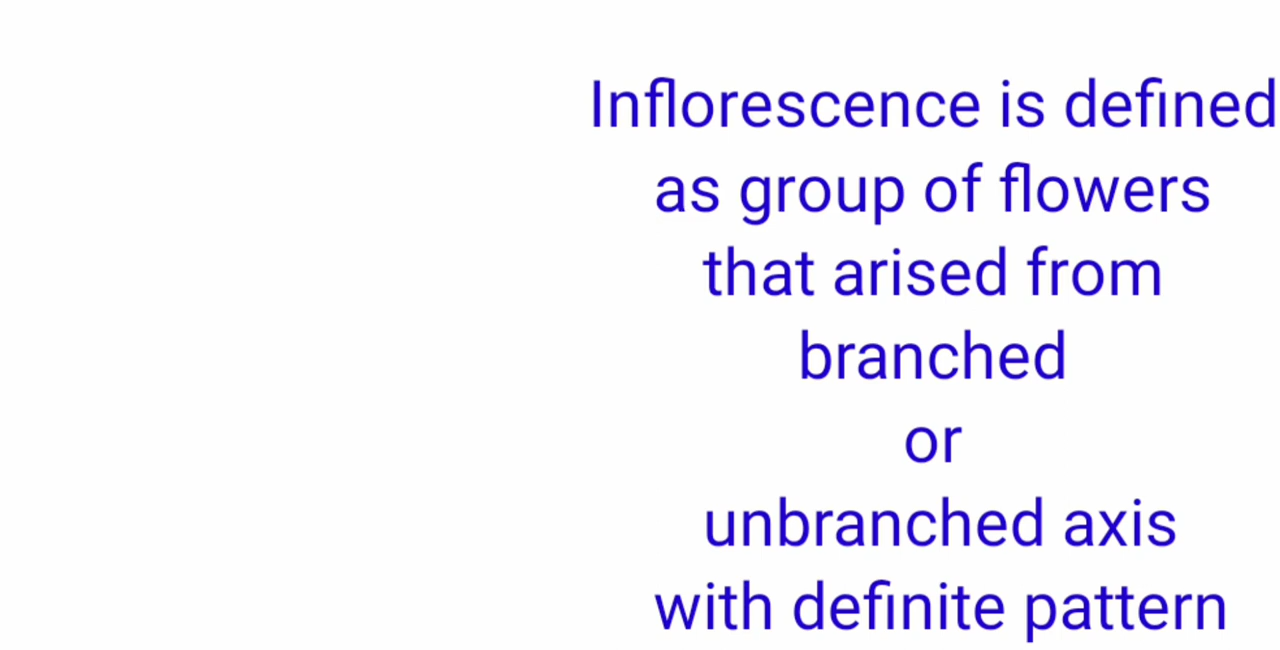 Inflorescence is defined
as group of flowers
that arised from
branched
or
unbranched axis
with definite pattern